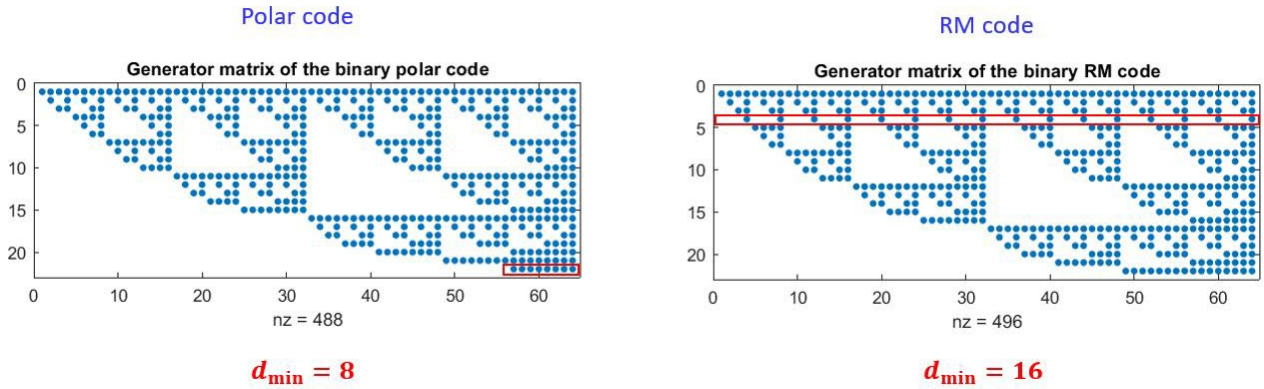 Polar code
Generator matrix of the binary polar code
0
5
10
15
20
0 10 20 30 40 50 60
nz = 488
d_min = 8
RM code
Generator matrix of the binary RM code
0
5
10
15
20
0 10 20 30 40 50 60
nz = 496
d_min = 16